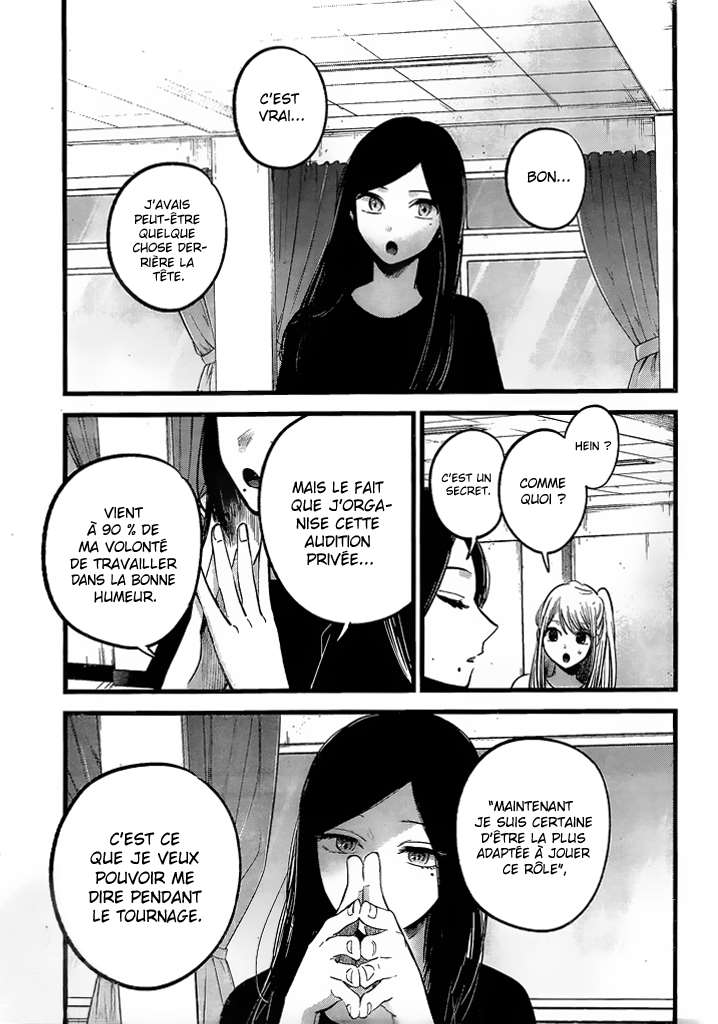 BON...
C'EST
VRAI...
J'AVAIS
PEUT-ÊTRE
QUELQUE
CHOSE DER-
RIÈRE LA
TÊTE.
HEIN ?
COMME
QUOI ?
C'EST UN
SECRET.
MAIS LE FAIT
QUE J'ORGA-
NISE CETTE
AUDITION
PRIVÉE...
VIENT
À 90 % DE
MA VOLONTÉ
DE TRAVAILLER
DANS LA BONNE
HUMEUR.
"MAINTENANT
JE SUIS CERTAINE
D'ÊTRE LA PLUS
ADAPTÉE À JOUER
CE RÔLE",
C'EST CE
QUE JE VEUX
POUVOIR ME
DIRE PENDANT
LE TOURNAGE.